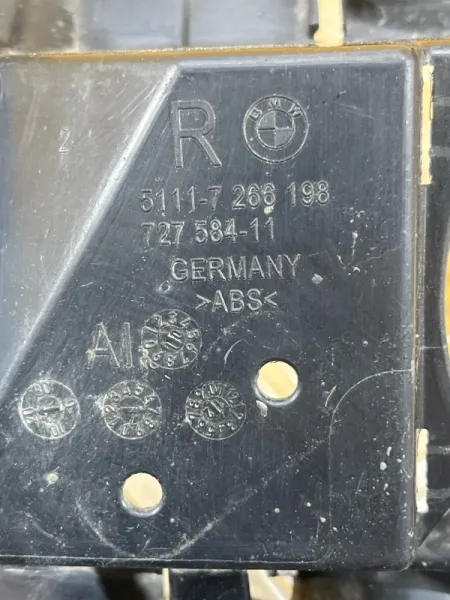 2
R
BMW
5111-7 266 198
727 584-11
GERMANY
>ABS<
AI